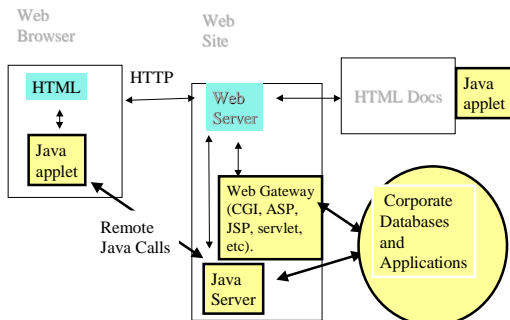 Web
Browser
Web
Site
HTTP
HTML
Java
applet
Web
Server
HTML Docs
Java
applet
Web Gateway
(CGI, ASP,
JSP, servlet,
etc).
Corporate
Databases
and
Applications
Remote
Java Calls
Java
Server